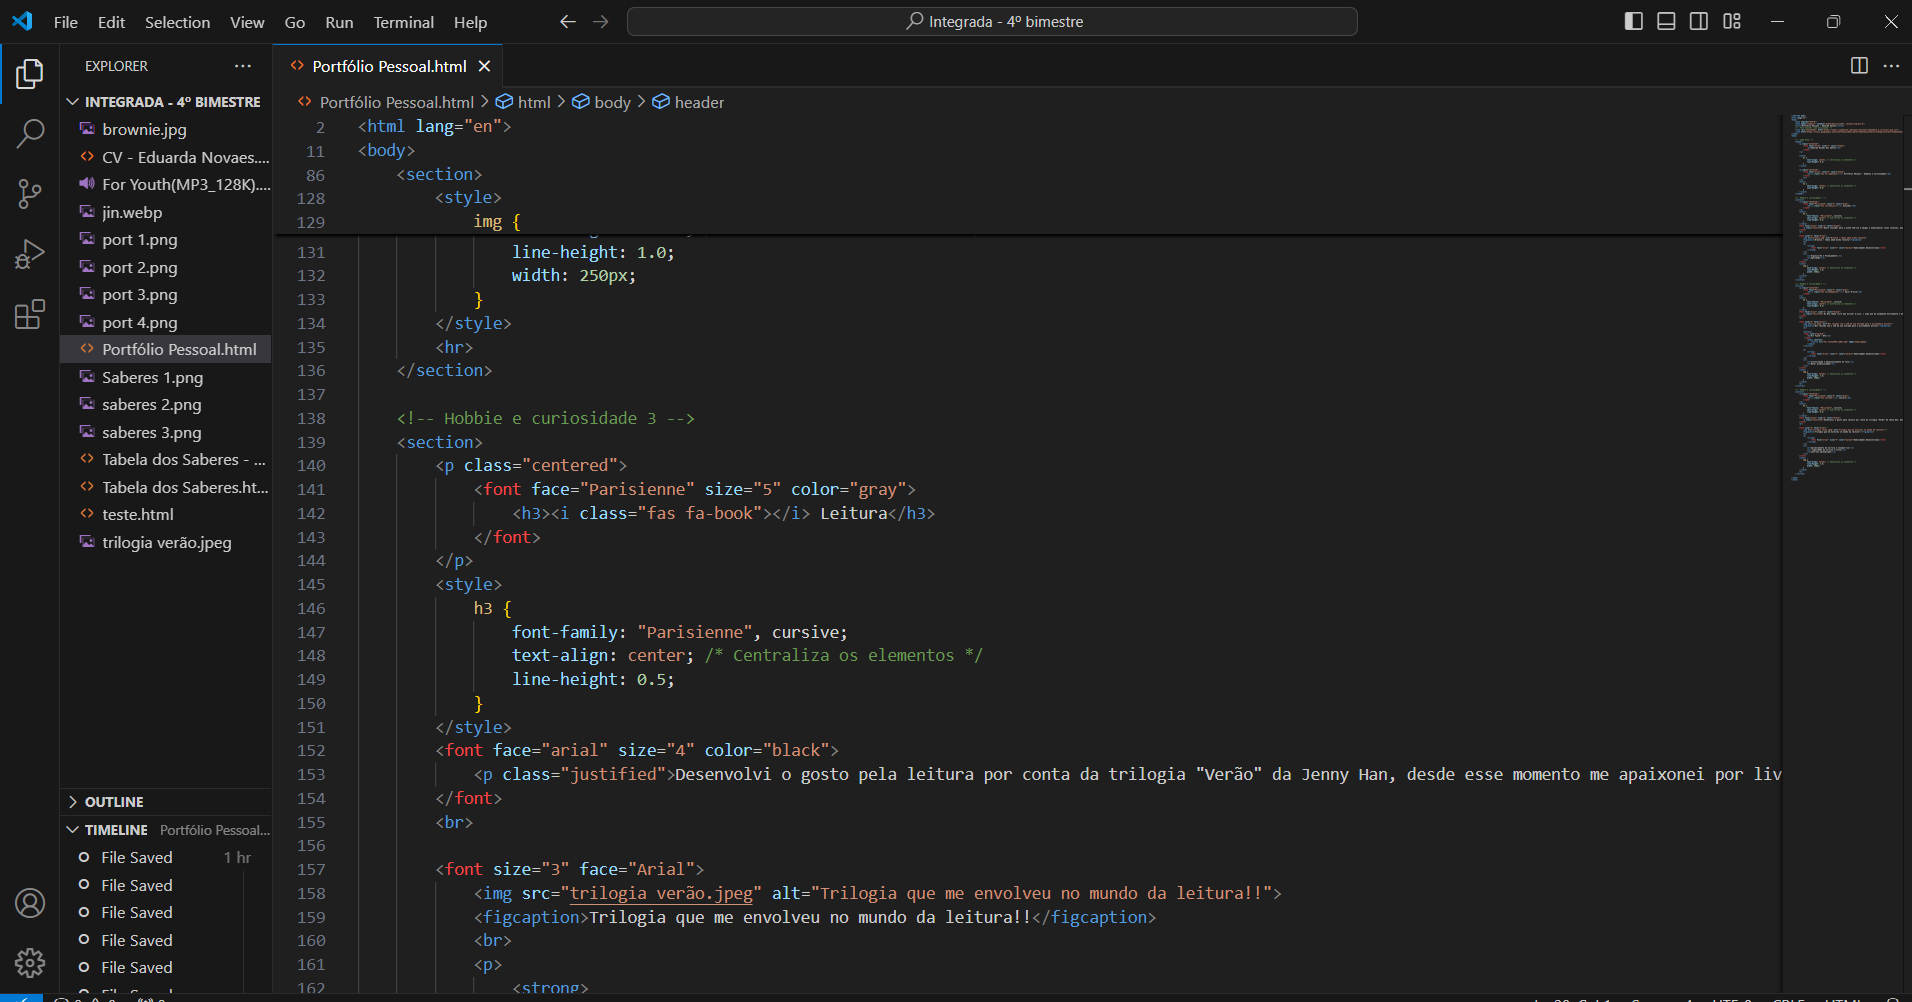 File Edit Selection View Go Run Terminal Help
Integrada - 4º bimestre
EXPLORER
INTEGRADA - 4º BIMESTRE
brownie.jpg
CV - Eduarda Novaes....
For Youth(MP3_128K)....
jin.webp
port 1.png
port 2.png
port 3.png
port 4.png
Portfólio Pessoal.html
Saberes 1.png
saberes 2.png
saberes 3.png
Tabela dos Saberes - ...
Tabela dos Saberes.ht...
teste.html
trilogia verão.jpeg
OUTLINE
TIMELINE Portfólio Pessoal...
File Saved 1 hr
File Saved
File Saved
File Saved
File Saved
Portfólio Pessoal.html
Portfólio Pessoal.html > html > body > header
2 <html lang="en">
11 <body>
86 <section>
128 <style>
129 img {
131 line-height: 1.0;
132 width: 250px;
133 }
134 </style>
135 <hr>
136 </section>
137
138 <!-- Hobbie e curiosidade 3 -->
139 <section>
140 <p class="centered">
141 <font face="Parisienne" size="5" color="gray">
142 <h3><i class="fas fa-book"></i> Leitura</h3>
143 </font>
144 </p>
145 <style>
146 h3 {
147 font-family: "Parisienne", cursive;
148 text-align: center; /* Centraliza os elementos */
149 line-height: 0.5;
150 }
151 </style>
152 <font face="arial" size="4" color="black">
153 <p class="justified">Desenvolvi o gosto pela leitura por conta da trilogia "Verão" da Jenny Han, desde esse momento me apaixonei por liv
154 </font>
155 <br>
156
157 <font size="3" face="Arial">
158 <img src="trilogia verão.jpeg" alt="Trilogia que me envolveu no mundo da leitura!!">
159 <figcaption>Trilogia que me envolveu no mundo da leitura!!</figcaption>
160 <br>
161 <p>
162 <strong>